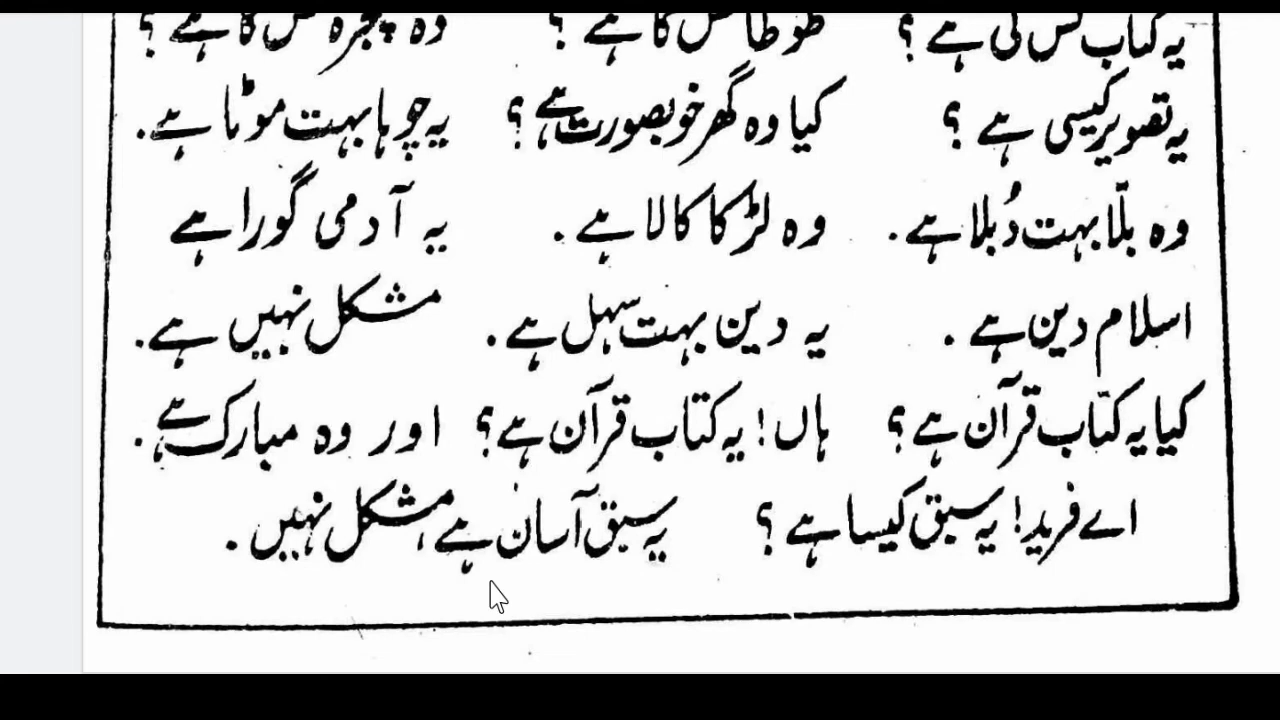 یہ کتاب کس کی ہے ؟ طوطا کس کا ہے ؟ وہ پنجرہ کس کا ہے ؟
یہ تصویر کیسی ہے ؟ کیا وہ گھر خوبصورت ہے ؟ یہ چوہا بہت موٹا ہے .
وہ بلّا بہت دُبلا ہے . وہ لڑکا کالا ہے . یہ آدمی گورا ہے
اسلام دین ہے . یہ دین بہت سہل ہے . مشکل نہیں ہے .
کیا یہ کتاب قرآن ہے ؟ ہاں ! یہ کتاب قرآن ہے ؟ اور وہ مبارک ہے .
اے فرید ! یہ سبق کیسا ہے ؟ یہ سبق آسان ہے، مشکل نہیں .